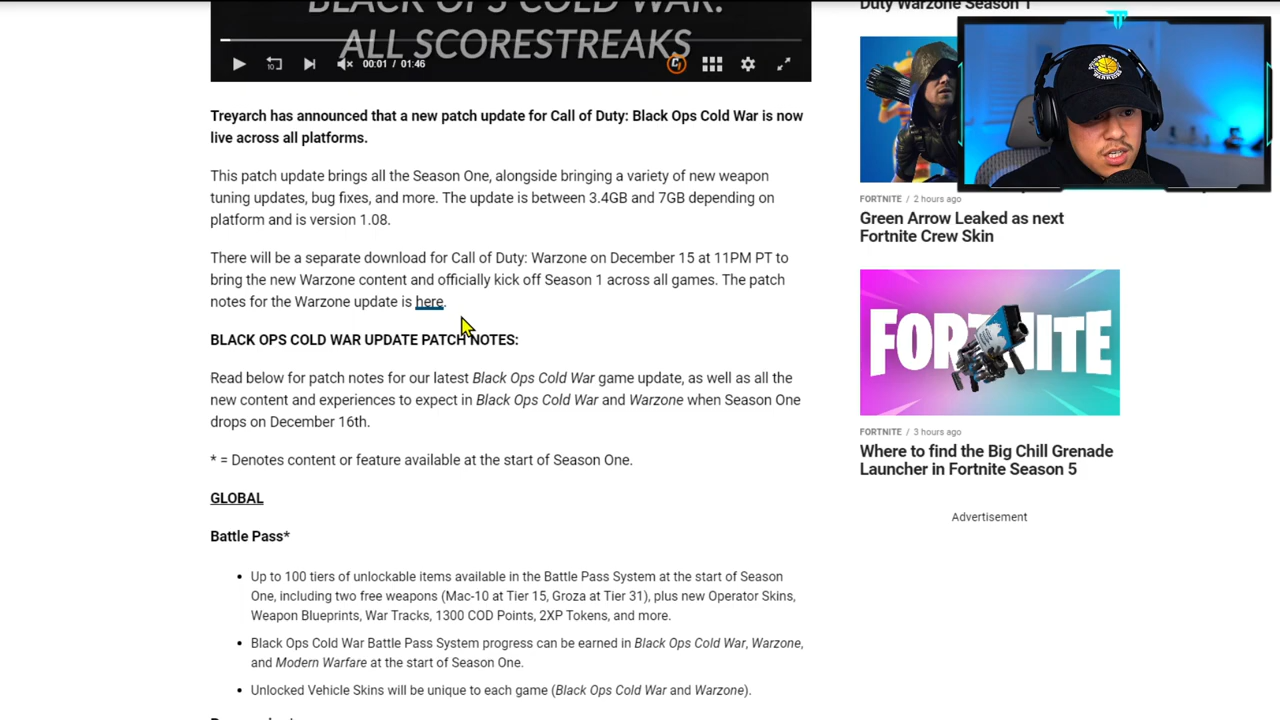 BLACK OPS COLD WAR:
ALL SCORESTREAKS
10
00:01 / 01:46
Treyarch has announced that a new patch update for Call of Duty: Black Ops Cold War is now
live across all platforms.
This patch update brings all the Season One, alongside bringing a variety of new weapon
tuning updates, bug fixes, and more. The update is between 3.4GB and 7GB depending on
platform and is version 1.08.
There will be a separate download for Call of Duty: Warzone on December 15 at 11PM PT to
bring the new Warzone content and officially kick off Season 1 across all games. The patch
notes for the Warzone update is here.
BLACK OPS COLD WAR UPDATE PATCH NOTES:
Read below for patch notes for our latest Black Ops Cold War game update, as well as all the
new content and experiences to expect in Black Ops Cold War and Warzone when Season One
drops on December 16th.
* = Denotes content or feature available at the start of Season One.
GLOBAL
Battle Pass*
• Up to 100 tiers of unlockable items available in the Battle Pass System at the start of Season
One, including two free weapons (Mac-10 at Tier 15, Groza at Tier 31), plus new Operator Skins,
Weapon Blueprints, War Tracks, 1300 COD Points, 2XP Tokens, and more.
• Black Ops Cold War Battle Pass System progress can be earned in Black Ops Cold War, Warzone,
and Modern Warfare at the start of Season One.
• Unlocked Vehicle Skins will be unique to each game (Black Ops Cold War and Warzone).
Duty Warzone Season 1
FORTNITE / 2 hours ago
Green Arrow Leaked as next
Fortnite Crew Skin
FORTNITE
FORTNITE / 3 hours ago
Where to find the Big Chill Grenade
Launcher in Fortnite Season 5
Advertisement